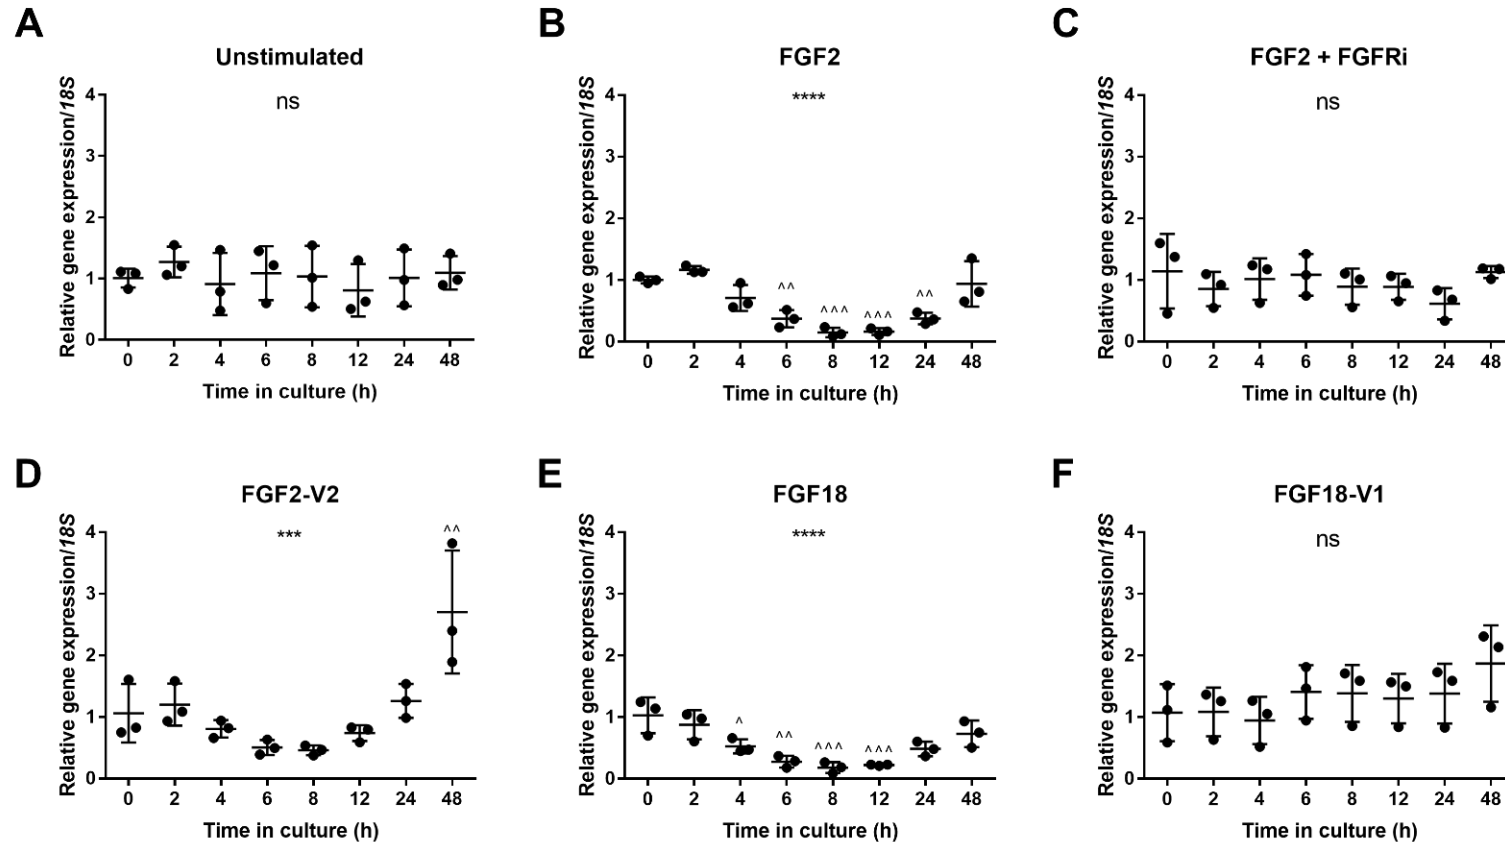 A
Unstimulated
ns
Relative gene expression/18S
4
3
2
1
0
0 2 4 6 8 12 24 48
Time in culture (h)
B
FGF2
****
Relative gene expression/18S
4
3
2
1
0
^^ ^^^ ^^^ ^^
0 2 4 6 8 12 24 48
Time in culture (h)
C
FGF2 + FGFRi
ns
Relative gene expression/18S
4
3
2
1
0
0 2 4 6 8 12 24 48
Time in culture (h)
D
FGF2-V2
***
^^
Relative gene expression/18S
4
3
2
1
0
0 2 4 6 8 12 24 48
Time in culture (h)
E
FGF18
****
Relative gene expression/18S
4
3
2
1
0
^ ^^ ^^^ ^^^
0 2 4 6 8 12 24 48
Time in culture (h)
F
FGF18-V1
ns
Relative gene expression/18S
4
3
2
1
0
0 2 4 6 8 12 24 48
Time in culture (h)